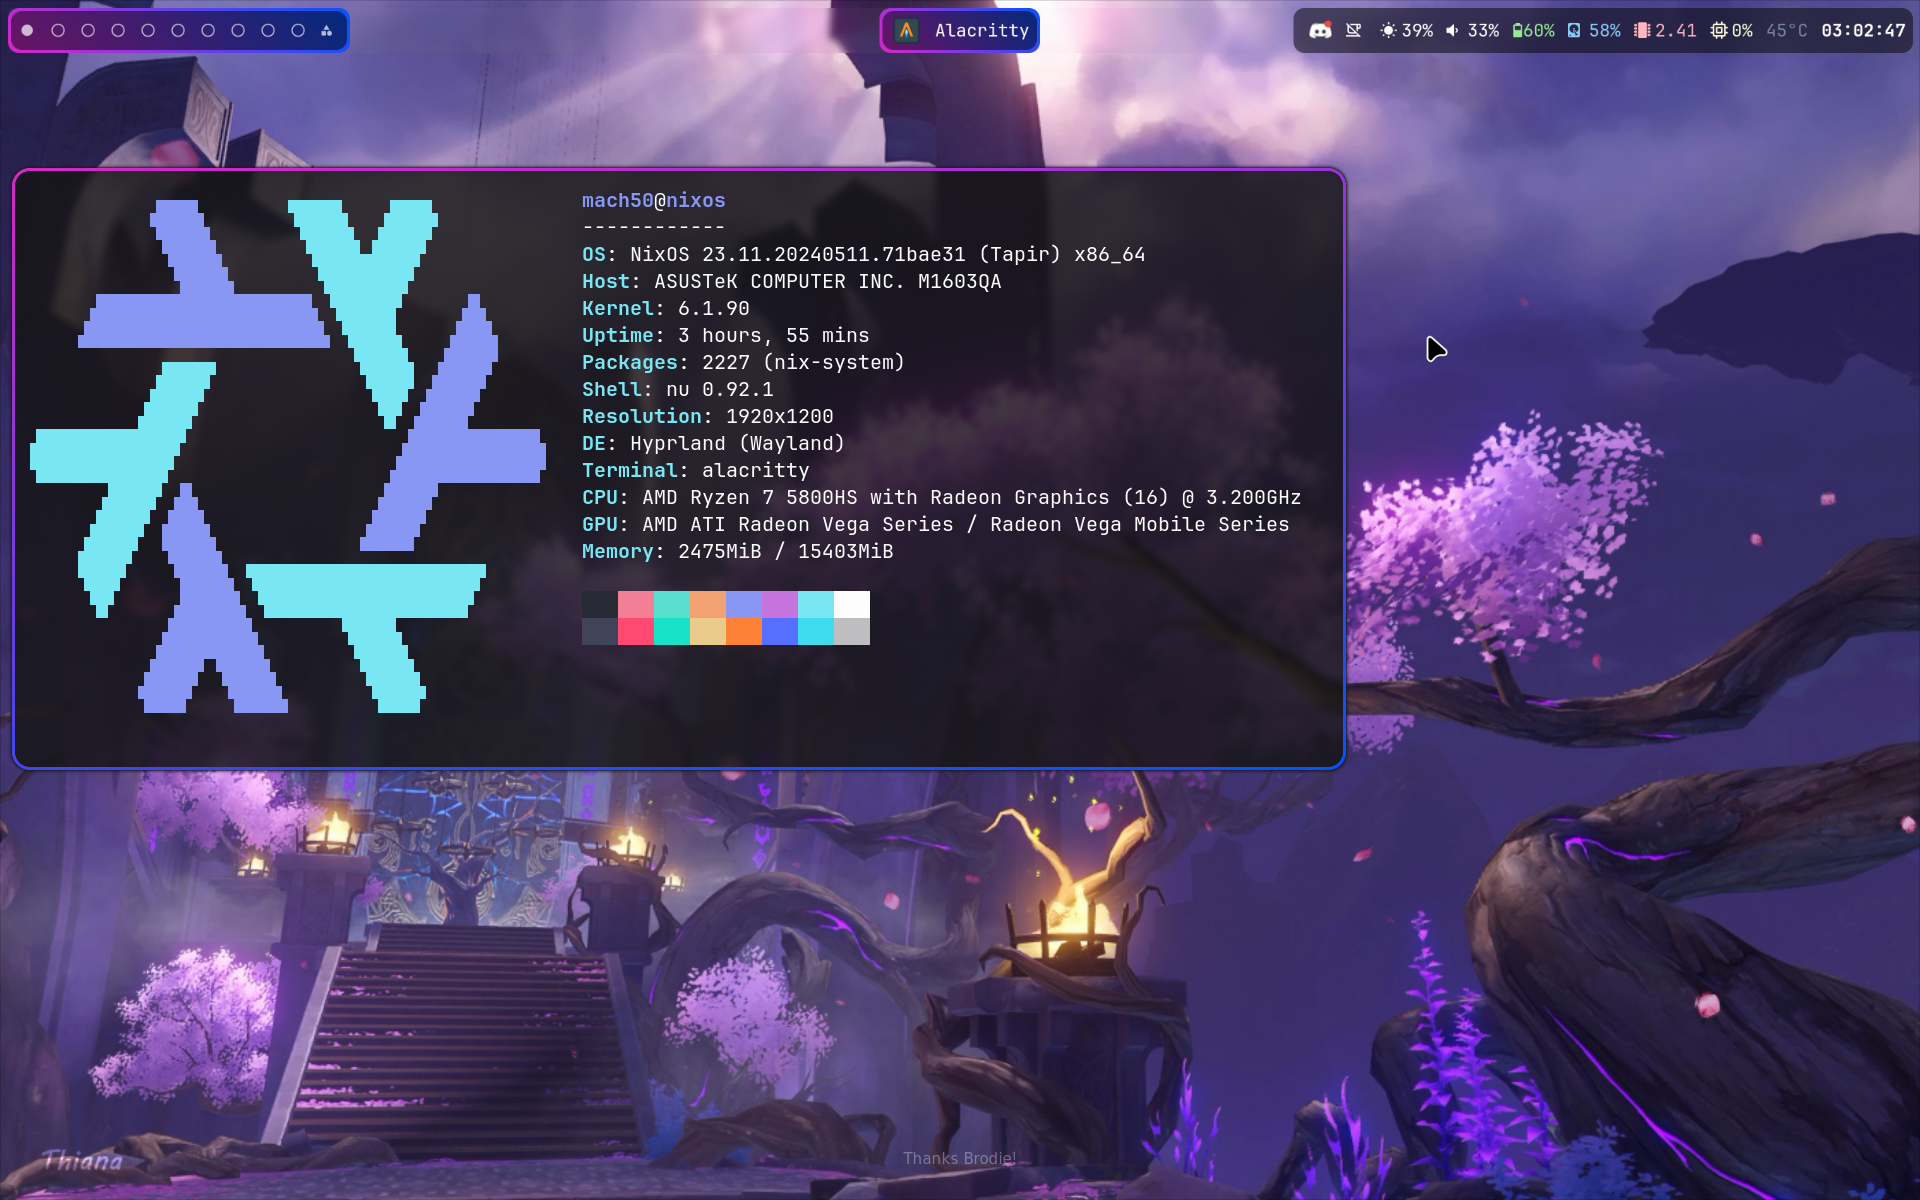 Alacritty
39% 33% 60% 58% 2.41 0% 45°C 03:02:47
mach50@nixos
------------
OS: NixOS 23.11.20240511.71bae31 (Tapir) x86_64
Host: ASUSTeK COMPUTER INC. M1603QA
Kernel: 6.1.90
Uptime: 3 hours, 55 mins
Packages: 2227 (nix-system)
Shell: nu 0.92.1
Resolution: 1920x1200
DE: Hyprland (Wayland)
Terminal: alacritty
CPU: AMD Ryzen 7 5800HS with Radeon Graphics (16) @ 3.200GHz
GPU: AMD ATI Radeon Vega Series / Radeon Vega Mobile Series
Memory: 2475MiB / 15403MiB
Thiana
Thanks Brodie!